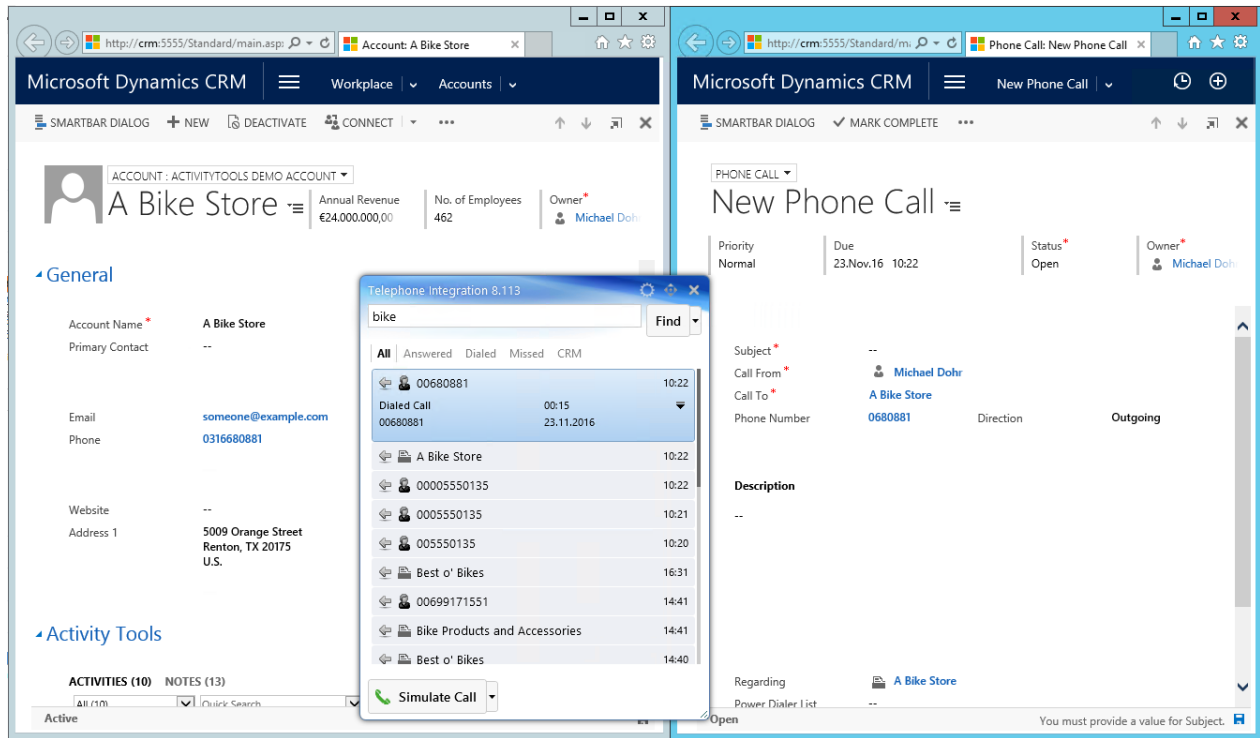 http://crm:5555/Standard/main.asp:
Account: A Bike Store
Microsoft Dynamics CRM
Workplace
Accounts
SMARTBAR DIALOG
NEW
DEACTIVATE
CONNECT
ACCOUNT : ACTIVITYTOOLS DEMO ACCOUNT
A Bike Store
Annual Revenue
€24.000.000,00
No. of Employees
462
Owner*
Michael Doh
General
Account Name*
A Bike Store
Primary Contact
--
Email
someone@example.com
Phone
0316680881
Website
--
Address 1
5009 Orange Street
Renton, TX 20175
U.S.
Activity Tools
ACTIVITIES (10) NOTES (13)
All (10)
Quick Search
Active
Telephone Integration 8.113
bike
Find
All Answered Dialed Missed CRM
00680881 10:22
Dialed Call 00:15
00680881 23.11.2016
A Bike Store 10:22
00005550135 10:22
0005550135 10:21
005550135 10:20
Best o' Bikes 16:31
00699171551 14:41
Bike Products and Accessories 14:41
Best o' Bikes 14:40
Simulate Call
http://crm:5555/Standard/m
Phone Call: New Phone Call
Microsoft Dynamics CRM
New Phone Call
SMARTBAR DIALOG
MARK COMPLETE
PHONE CALL
New Phone Call
Priority
Normal
Due
23.Nov.16 10:22
Status*
Open
Owner*
Michael Doh
Subject*
--
Call From*
Michael Dohr
Call To*
A Bike Store
Phone Number
0680881
Direction
Outgoing
Description
--
Regarding
A Bike Store
Power Dialer List
--
Open
You must provide a value for Subject.